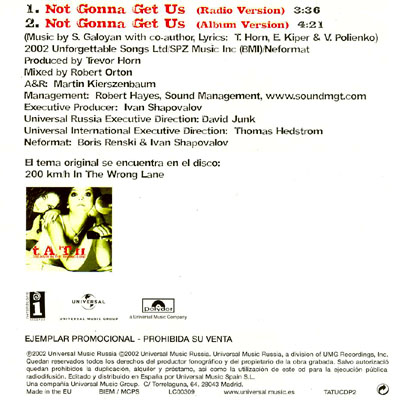 1. Not Gonna Get Us (Radio Version) 3:36
2. Not Gonna Get Us (Album Version) 4:21
(Music by S. Galoyan with co-author, Lyrics: T. Horn, E. Kiper & V. Polienko)
2002 Unforgettable Songs Ltd/SPZ Music Inc (BMI)/Neformat
Produced by Trevor Horn
Mixed by Robert Orton
A&R: Martin Kierszenbaum
Management: Robert Hayes, Sound Management, www.soundmgt.com
Executive Producer: Ivan Shapovalov
Universal Russia Executive Direction: David Junk
Universal International Executive Direction: Thomas Hedstrom
Neformat: Boris Renski & Ivan Shapovalov
El tema original se encuentra en el disco:
200 km/h In The Wrong Lane
t.A.T.u
i
UNIVERSAL
UNIVERSAL MUSIC GROUP
Polydor
a Universal Music Company
EJEMPLAR PROMOCIONAL - PROHIBIDA SU VENTA
℗2002 Universal Music Russia ©2002 Universal Music Russia. Universal Music Russia, a division of UMG Recordings, Inc.
Quedan reservados todos los derechos del productor fonográfico y del propietario de la obra grabada. Salvo autorizació
quedan prohibidos la duplicación, alquiler y préstamo, así como la utilización de este cd para la ejecución pública
radiodifusión. Editado y distribuido en España por Universal Music Spain S.L.
Una compañía Universal Music Group. C/ Torrelaguna, 64. 28043 Madrid.
Made in the EU BIEM / MCPS LC00309 www.universalmusic.es TATUCDP2